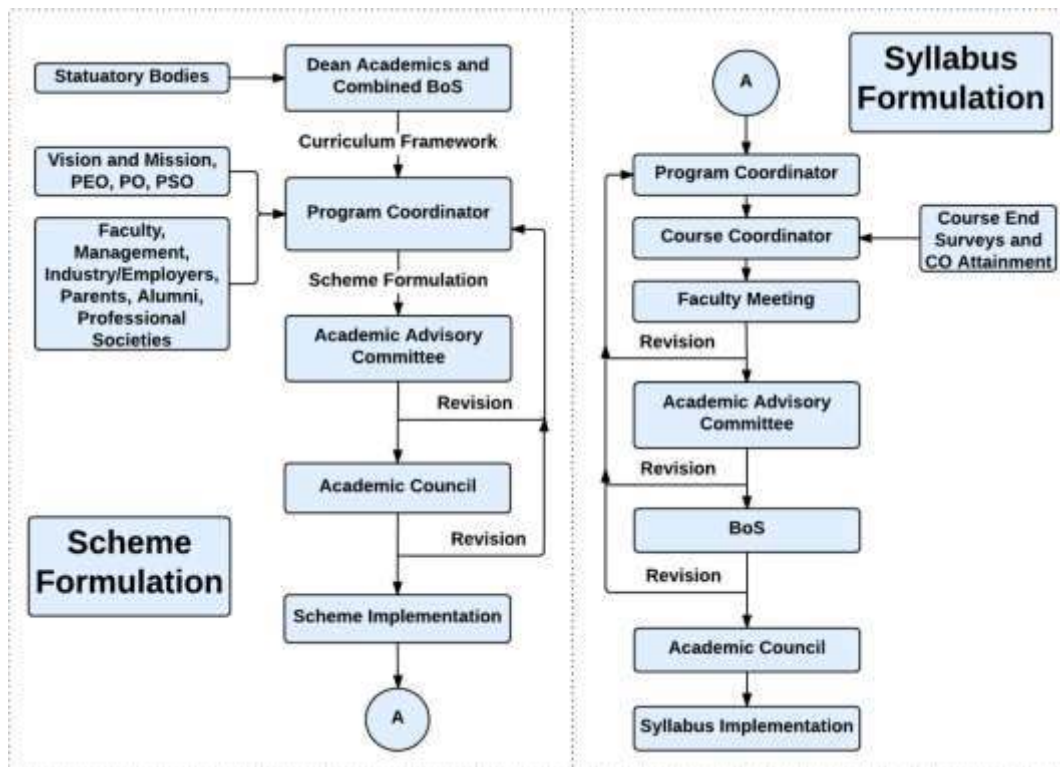 Statuatory Bodies
Dean Academics and
Combined BoS
Curriculum Framework
Vision and Mission,
PEO, PO, PSO
Program Coordinator
Faculty,
Management,
Industry/Employers,
Parents, Alumni,
Professional
Societies
Scheme Formulation
Academic Advisory
Committee
Revision
Academic Council
Revision
Scheme
Formulation
Scheme Implementation
A
A
Syllabus
Formulation
Program Coordinator
Course Coordinator
Course End
Surveys and
CO Attainment
Faculty Meeting
Revision
Academic Advisory
Committee
Revision
BoS
Revision
Academic Council
Syllabus Implementation